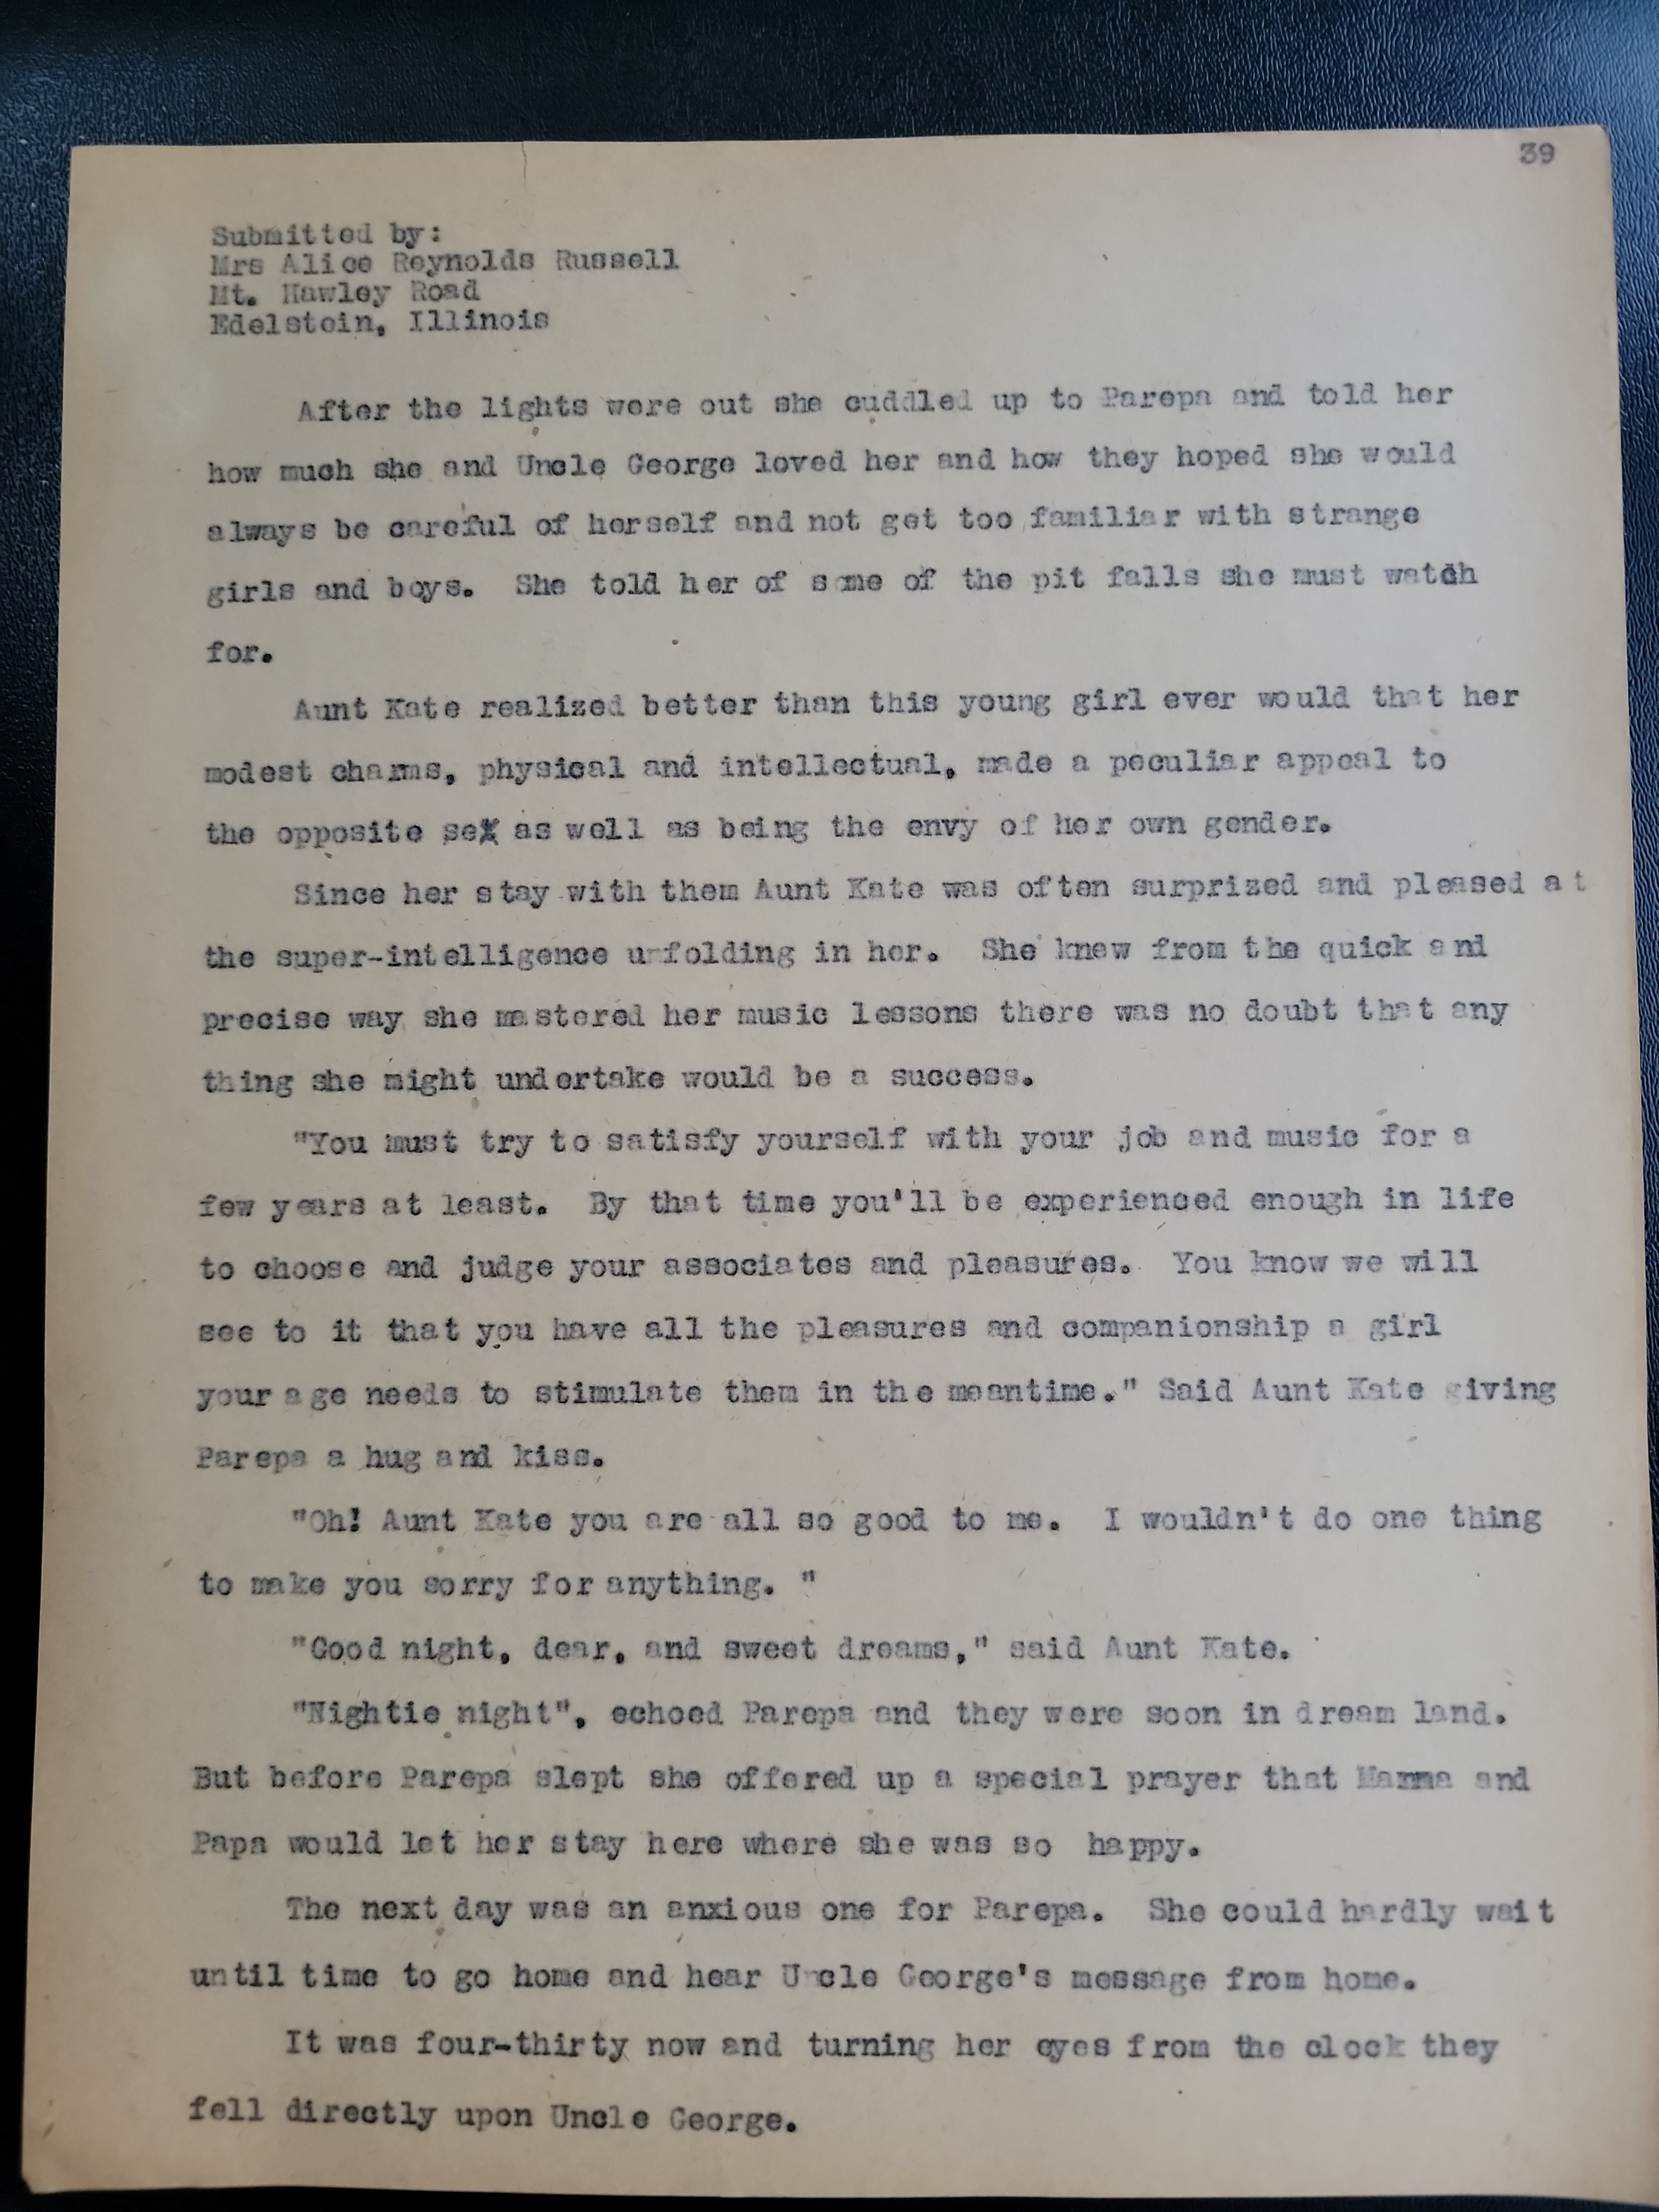 39
Submitted by:
Mrs Alice Reynolds Russell
Mt. Hawley Road
Edelstein, Illinois
After the lights were out she cuddled up to Parepa and told her
how much she and Uncle George loved her and how they hoped she would
always be careful of herself and not get too familiar with strange
girls and boys. She told her of some of the pit falls she must watch
for.
Aunt Kate realized better than this young girl ever would that her
modest charms, physical and intellectual, made a peculiar appeal to
the opposite sex as well as being the envy of her own gender.
Since her stay with them Aunt Kate was often surprized and pleased at
the super-intelligence unfolding in her. She knew from the quick and
precise way she mastered her music lessons there was no doubt that any
thing she might undertake would be a success.
"You must try to satisfy yourself with your job and music for a
few years at least. By that time you'll be experienced enough in life
to choose and judge your associates and pleasures. You know we will
see to it that you have all the pleasures and companionship a girl
your age needs to stimulate them in the meantime." Said Aunt Kate giving
Parepa a hug and kiss.
"Oh! Aunt Kate you are all so good to me. I wouldn't do one thing
to make you sorry for anything. "
"Good night, dear, and sweet dreams," said Aunt Kate.
"Nightie night", echoed Parepa and they were soon in dream land.
But before Parepa slept she offered up a special prayer that Mamma and
Papa would let her stay here where she was so happy.
The next day was an anxious one for Parepa. She could hardly wait
until time to go home and hear Uncle George's message from home.
It was four-thirty now and turning her eyes from the clock they
fell directly upon Uncle George.